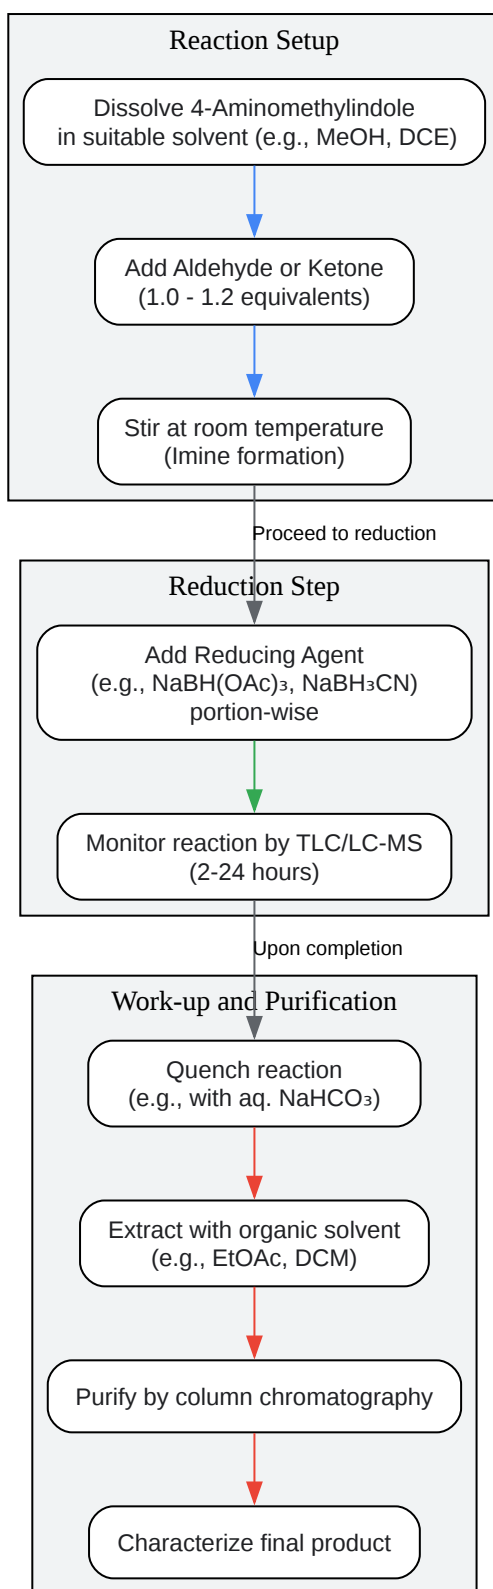 Reaction Setup
Dissolve 4-Aminomethylindole
in suitable solvent (e.g., MeOH, DCE)
Add Aldehyde or Ketone
(1.0 - 1.2 equivalents)
Stir at room temperature
(Imine formation)
Proceed to reduction
Reduction Step
Add Reducing Agent
(e.g., NaBH(OAc)₃, NaBH₃CN)
portion-wise
Monitor reaction by TLC/LC-MS
(2-24 hours)
Upon completion
Work-up and Purification
Quench reaction
(e.g., with aq. NaHCO₃)
Extract with organic solvent
(e.g., EtOAc, DCM)
Purify by column chromatography
Characterize final product